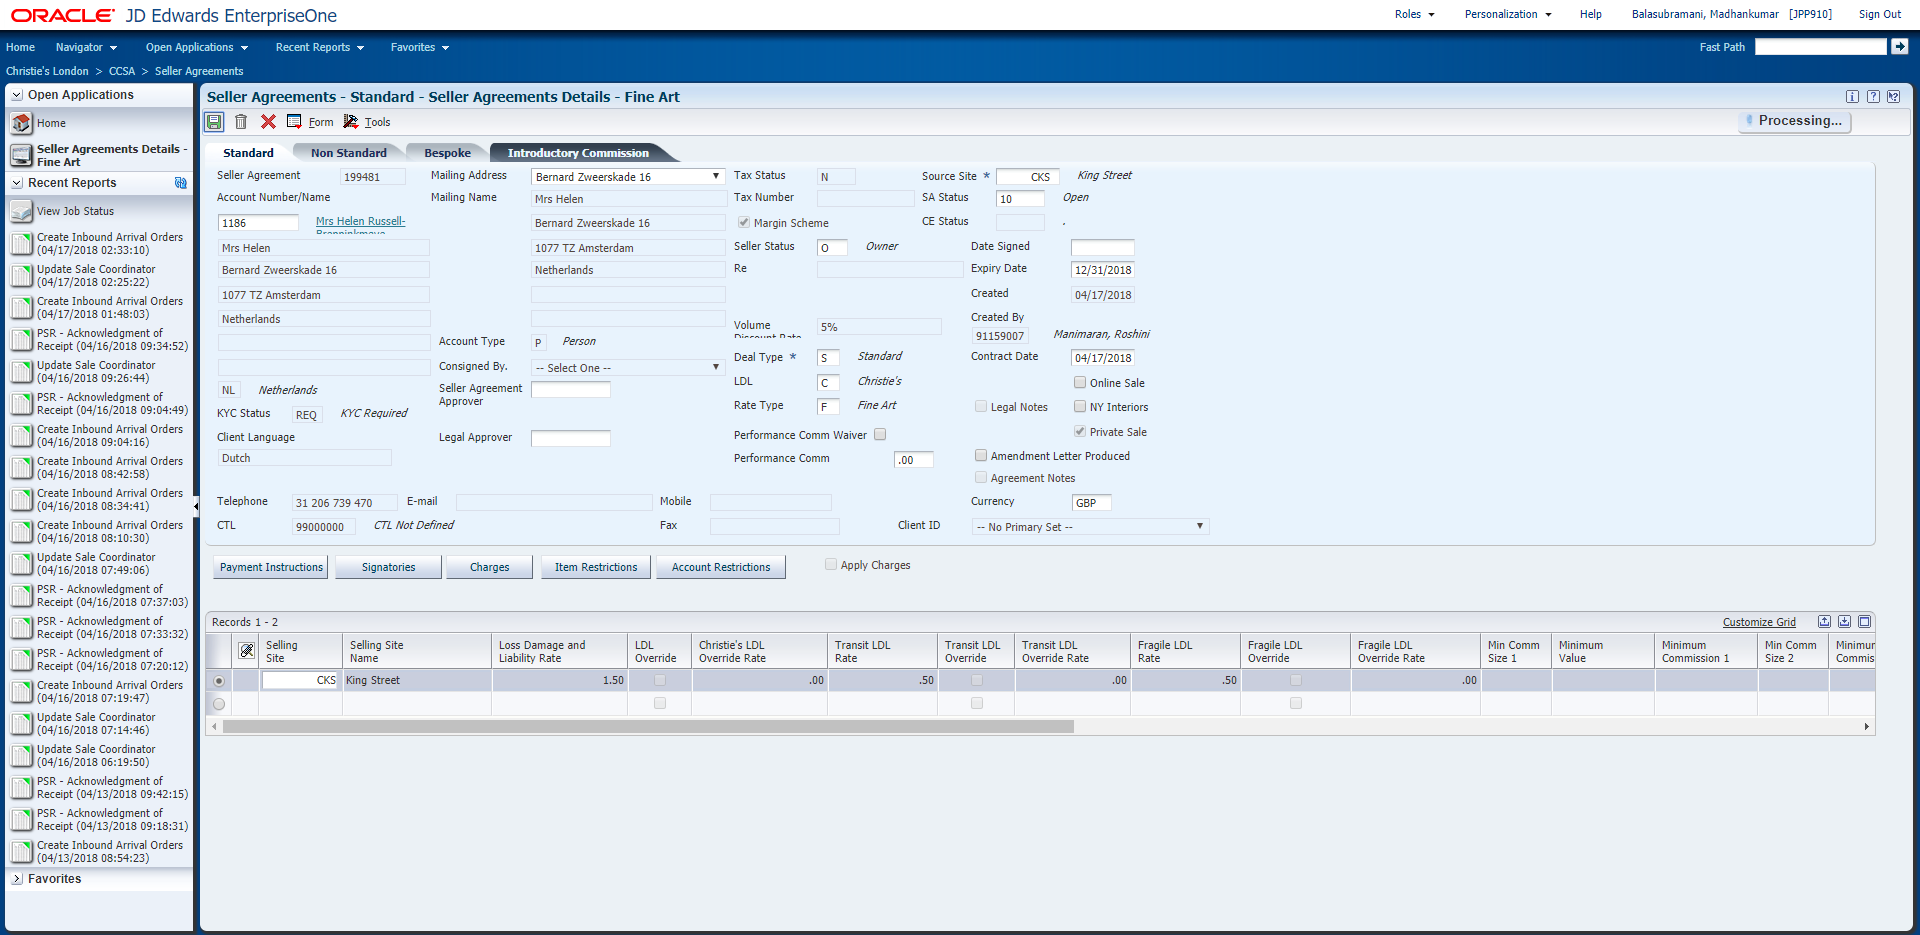 ORACLE JD Edwards EnterpriseOne
Roles Personalization Help Balasubramani, Madhankumar [JPP910] Sign Out
Home Navigator Open Applications Recent Reports Favorites
Fast Path
Christie's London > CCSA > Seller Agreements
Open Applications
Home
Seller Agreements Details -
Fine Art
Recent Reports
View Job Status
Create Inbound Arrival Orders
(04/17/2018 02:33:10)
Update Sale Coordinator
(04/17/2018 02:25:22)
Create Inbound Arrival Orders
(04/17/2018 01:48:03)
PSR - Acknowledgment of
Receipt (04/16/2018 09:34:52)
Update Sale Coordinator
(04/16/2018 09:26:44)
PSR - Acknowledgment of
Receipt (04/16/2018 09:04:49)
Create Inbound Arrival Orders
(04/16/2018 09:04:16)
Create Inbound Arrival Orders
(04/16/2018 08:42:58)
Create Inbound Arrival Orders
(04/16/2018 08:34:41)
Create Inbound Arrival Orders
(04/16/2018 08:10:30)
Update Sale Coordinator
(04/16/2018 07:49:06)
PSR - Acknowledgment of
Receipt (04/16/2018 07:37:03)
PSR - Acknowledgment of
Receipt (04/16/2018 07:33:32)
PSR - Acknowledgment of
Receipt (04/16/2018 07:20:12)
Create Inbound Arrival Orders
(04/16/2018 07:19:47)
Update Sale Coordinator
(04/16/2018 07:14:46)
Update Sale Coordinator
(04/16/2018 06:19:50)
PSR - Acknowledgment of
Receipt (04/13/2018 09:42:15)
PSR - Acknowledgment of
Receipt (04/13/2018 09:18:31)
Create Inbound Arrival Orders
(04/13/2018 08:54:23)
Favorites
Seller Agreements - Standard - Seller Agreements Details - Fine Art
Form Tools
Processing...
Standard Non Standard Bespoke Introductory Commission
Seller Agreement 199481
Account Number/Name
1186 Mrs Helen Russell-
Mrs Helen
Bernard Zweerskade 16
1077 TZ Amsterdam
Netherlands
NL Netherlands
KYC Status REQ KYC Required
Client Language
Dutch
Telephone 31 206 739 470 E-mail
CTL 99000000 CTL Not Defined
Mailing Address Bernard Zweerskade 16
Mailing Name Mrs Helen
Bernard Zweerskade 16
1077 TZ Amsterdam
Netherlands
Account Type P Person
Consigned By. -- Select One --
Seller Agreement
Approver
Legal Approver
Mobile
Fax
Tax Status N
Tax Number
Margin Scheme
Seller Status O Owner
Re
Volume
Discount Rate 5%
Deal Type * S Standard
LDL C Christie's
Rate Type F Fine Art
Performance Comm Waiver
Performance Comm .00
Source Site * CKS King Street
SA Status 10 Open
CE Status .
Date Signed
Expiry Date 12/31/2018
Created 04/17/2018
Created By
91159007 Manimaran, Roshini
Contract Date 04/17/2018
Online Sale
Legal Notes NY Interiors
Private Sale
Amendment Letter Produced
Agreement Notes
Currency GBP
Client ID -- No Primary Set --
Payment Instructions Signatories Charges Item Restrictions Account Restrictions Apply Charges
Records 1 - 2 Customize Grid
Selling
Site
Selling Site
Name
Loss Damage and
Liability Rate
LDL
Override
Christie's LDL
Override Rate
Transit LDL
Rate
Transit LDL
Override
Transit LDL
Override Rate
Fragile LDL
Rate
Fragile LDL
Override
Fragile LDL
Override Rate
Min Comm
Size 1
Minimum
Value
Minimum
Commission 1
Min Comm
Size 2
Minimur
Commis
CKS King Street 1.50 .00 .50 .00 .50 .00